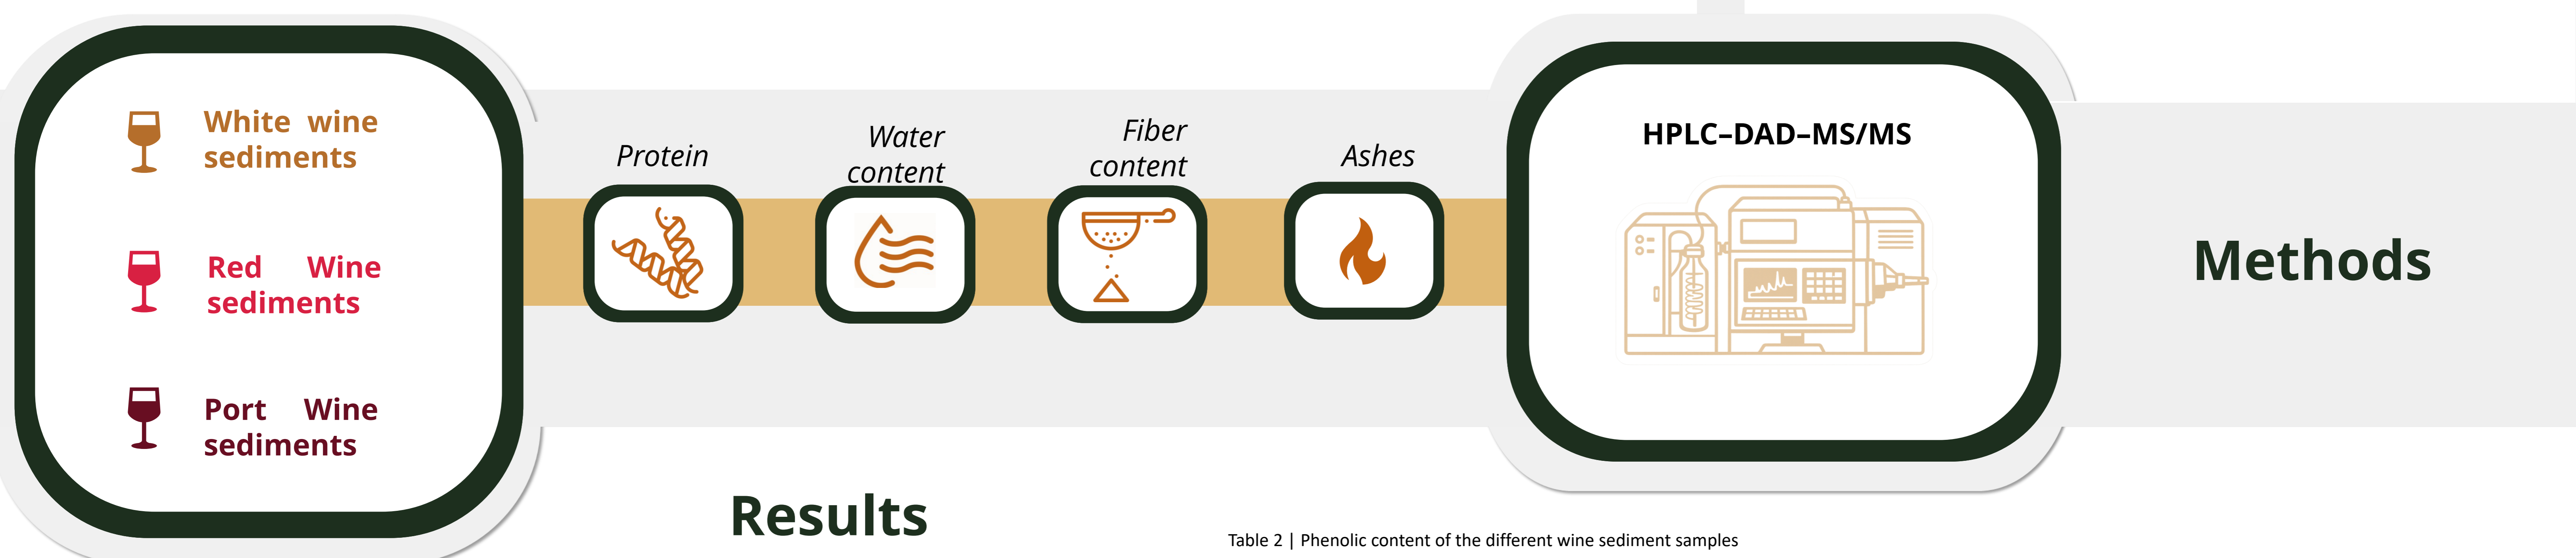 White wine
sediments
Red Wine
sediments
Port Wine
sediments
Protein
Water
content
Fiber
content
Ashes
HPLC–DAD–MS/MS
Methods
Results
Table 2 | Phenolic content of the different wine sediment samples